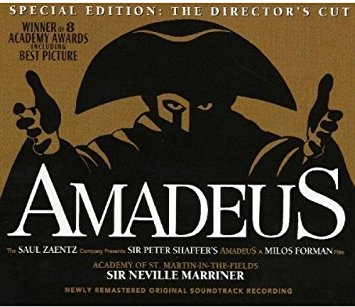 SPECIAL EDITION: THE DIRECTOR'S CUT
WINNER OF 8
ACADEMY AWARDS
INCLUDING
BEST PICTURE
AMADEUS
The SAUL ZAENTZ Company Presents SIR PETER SHAFFER'S AMADEUS A MILOS FORMAN Film
ACADEMY OF ST. MARTIN-IN-THE-FIELDS
SIR NEVILLE MARRINER
NEWLY REMASTERED ORIGINAL SOUNDTRACK RECORDING